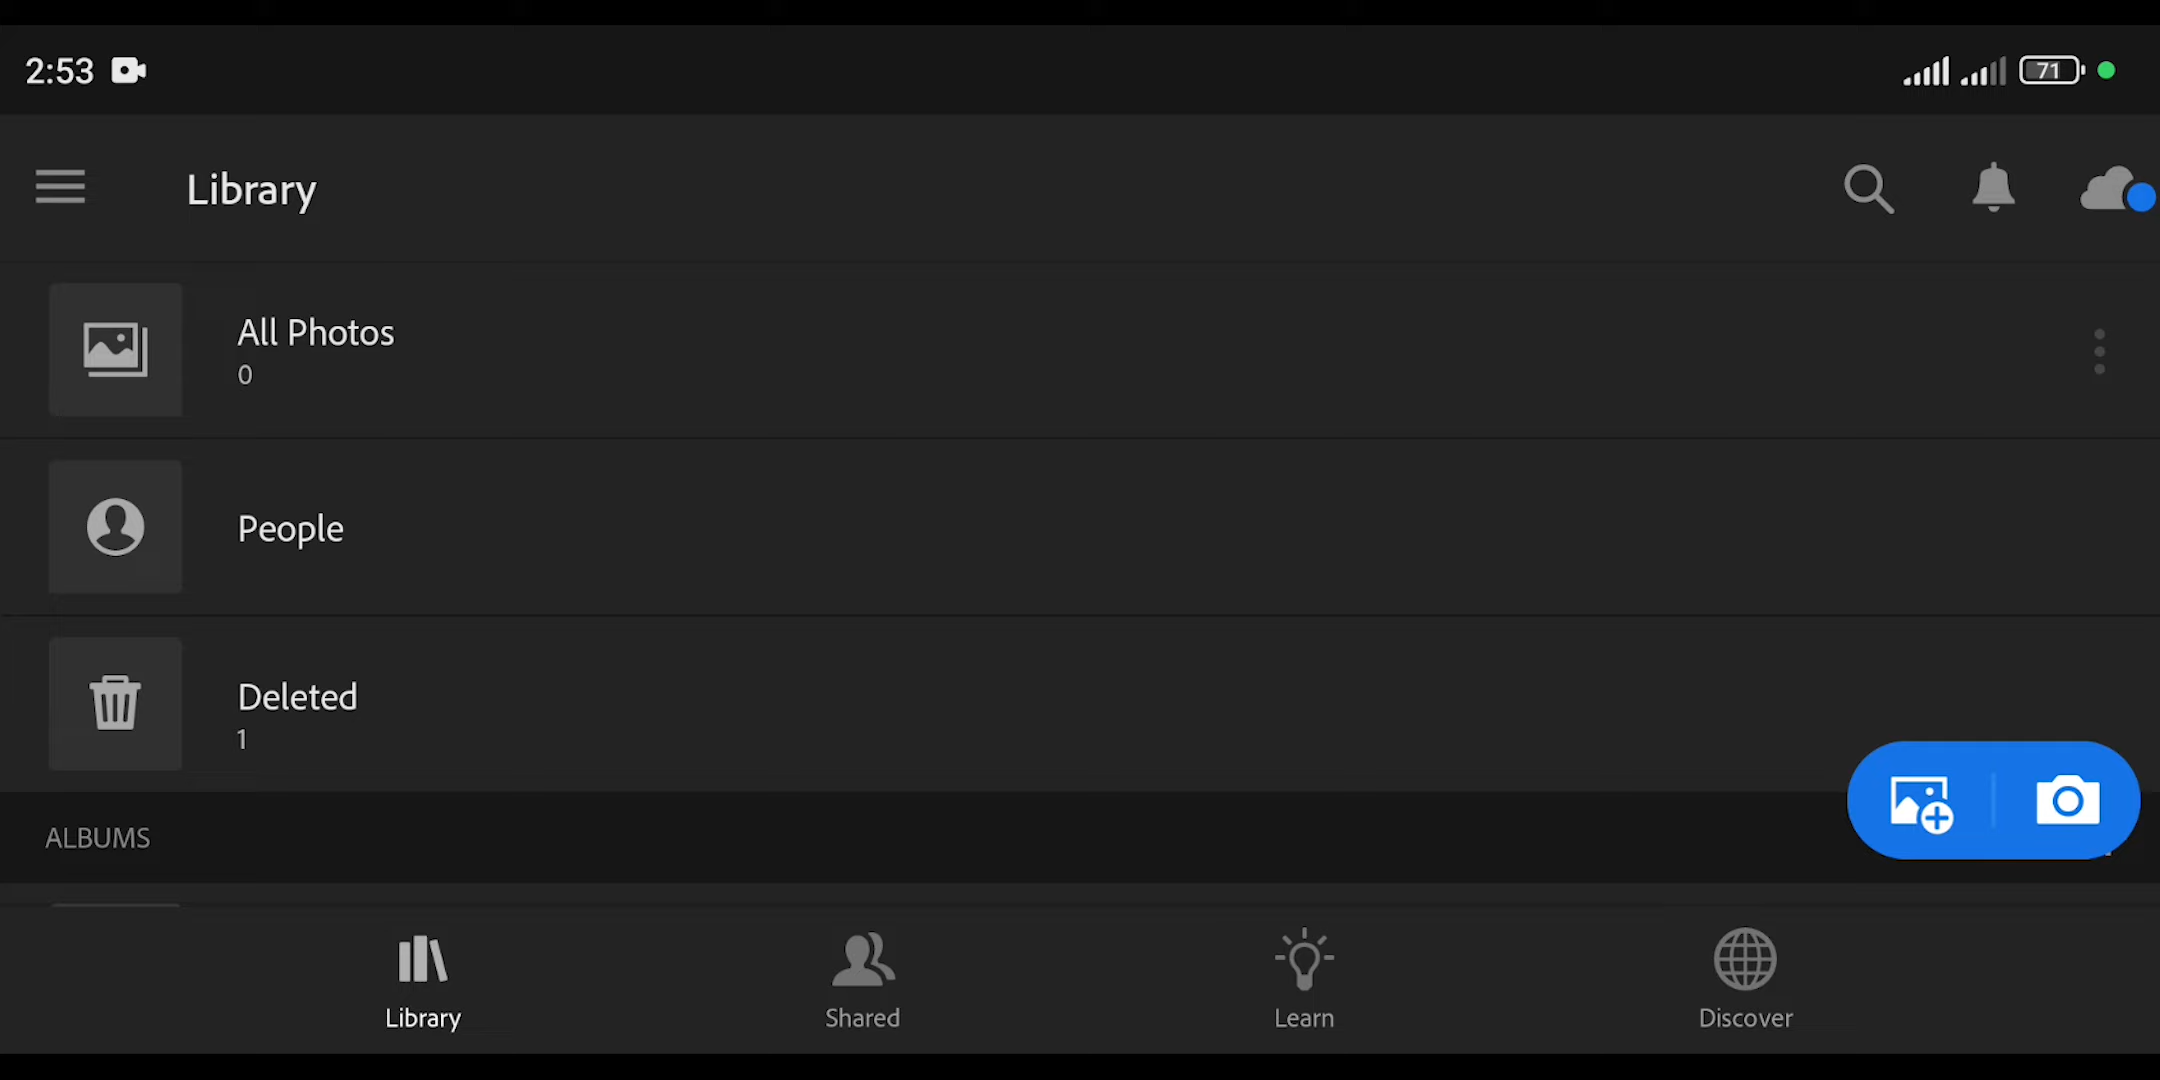 2:53
71
Library
All Photos
0
People
Deleted
1
ALBUMS
Library
Shared
Learn
Discover